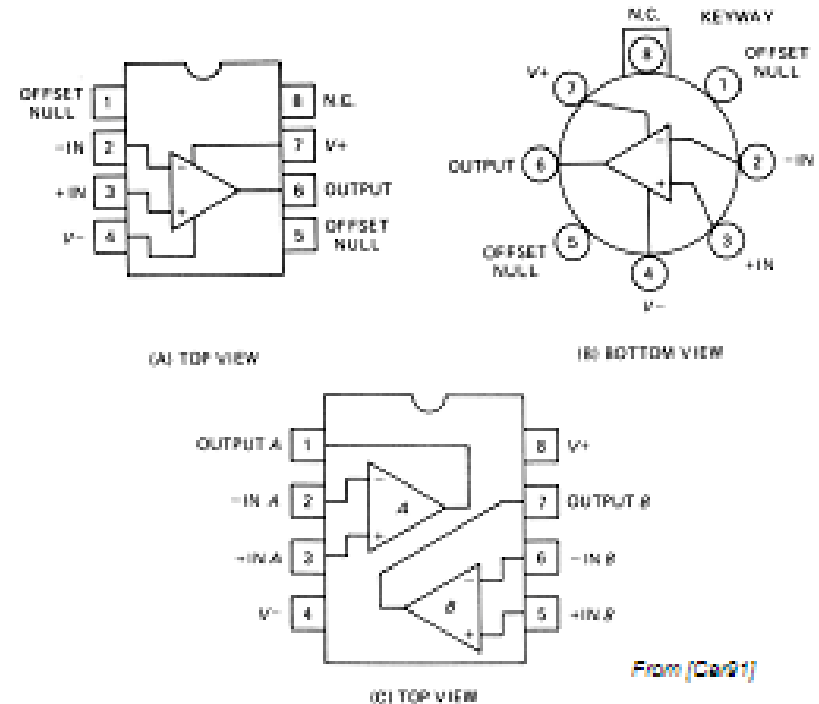 OFFSET
NULL
1
8
N.C.
-IN
2
7
V+
+IN
3
6
OUTPUT
V-
4
5
OFFSET
NULL
(A) TOP VIEW
N.C.
KEYWAY
8
OFFSET
NULL
V+
7
1
OUTPUT
6
2
-IN
OFFSET
NULL
5
3
+IN
4
V-
(B) BOTTOM VIEW
OUTPUT A
1
8
V+
-IN A
2
A
7
OUTPUT B
+IN A
3
6
-IN B
V-
4
B
5
+IN B
From [Car91]
(C) TOP VIEW